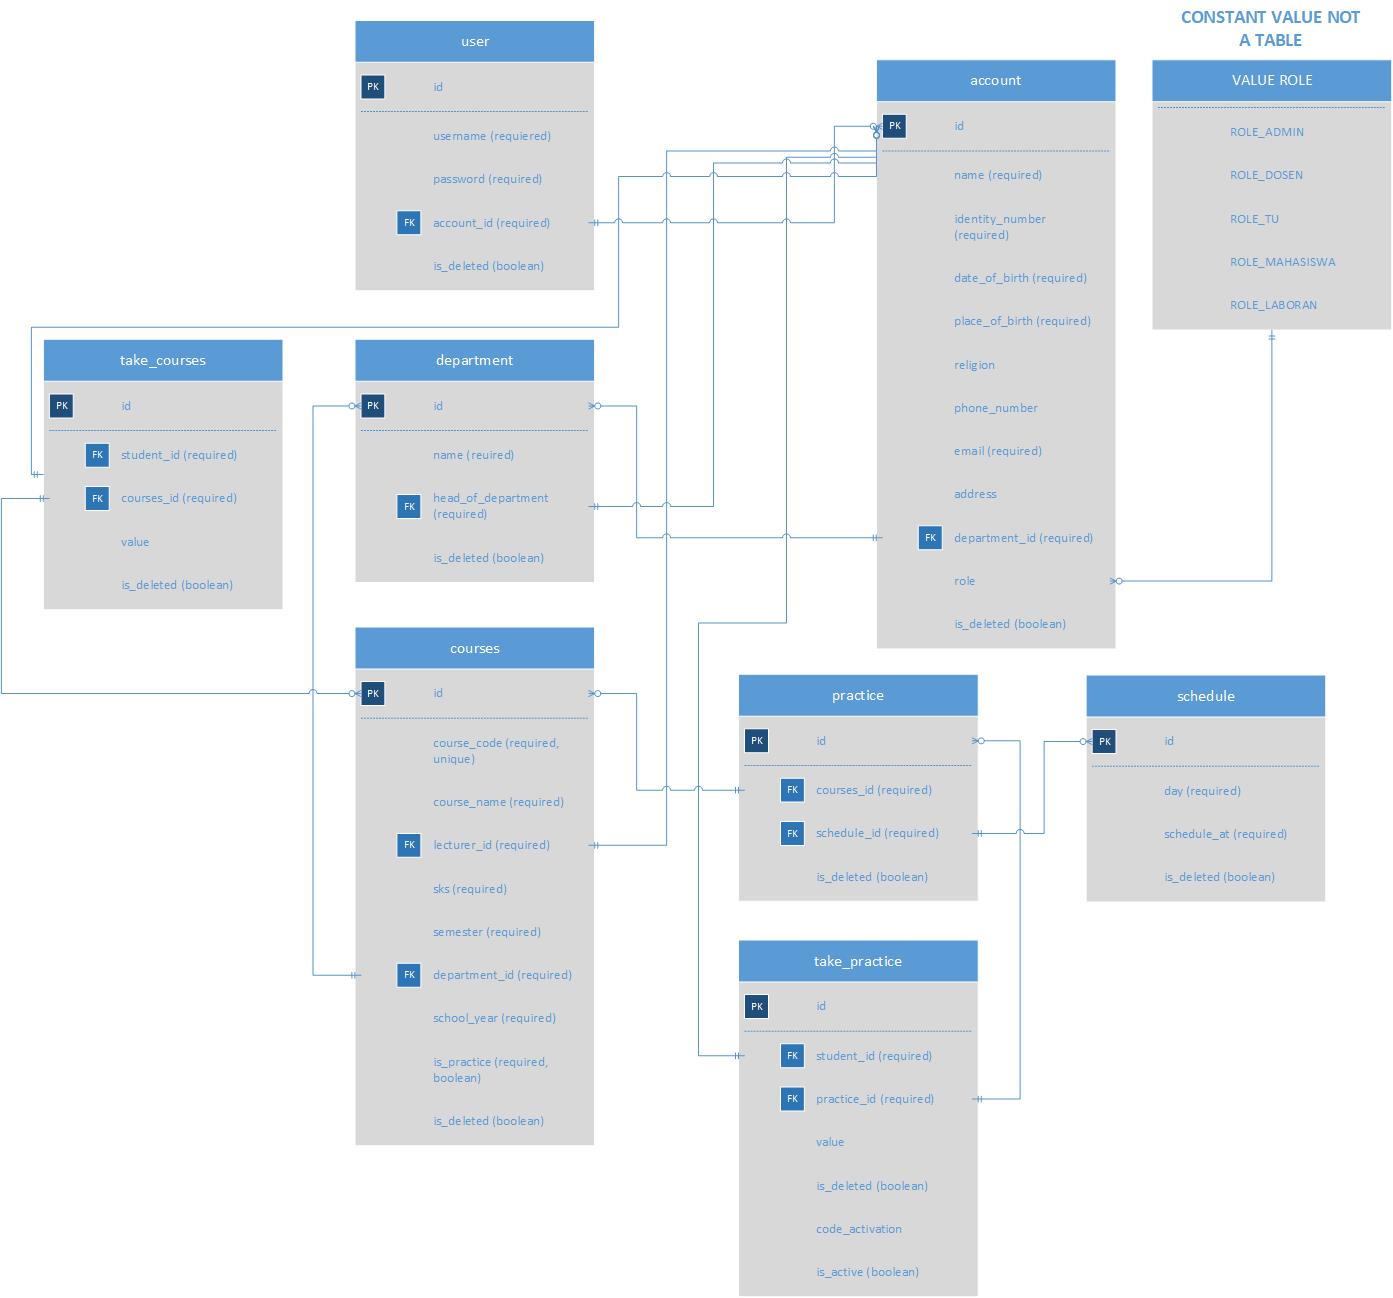 CONSTANT VALUE NOT
A TABLE
user
PK id
username (requiered)
password (required)
FK account_id (required)
is_deleted (boolean)
account
PK id
name (required)
identity_number
(required)
date_of_birth (required)
place_of_birth (required)
religion
phone_number
email (required)
address
FK department_id (required)
role
is_deleted (boolean)
VALUE ROLE
ROLE_ADMIN
ROLE_DOSEN
ROLE_TU
ROLE_MAHASISWA
ROLE_LABORAN
take_courses
PK id
FK student_id (required)
FK courses_id (required)
value
is_deleted (boolean)
department
PK id
name (reuired)
FK head_of_department
(required)
is_deleted (boolean)
courses
PK id
course_code (required,
unique)
course_name (required)
FK lecturer_id (required)
sks (required)
semester (required)
FK department_id (required)
school_year (required)
is_practice (required,
boolean)
is_deleted (boolean)
practice
PK id
FK courses_id (required)
FK schedule_id (required)
is_deleted (boolean)
schedule
PK id
day (required)
schedule_at (required)
is_deleted (boolean)
take_practice
PK id
FK student_id (required)
FK practice_id (required)
value
is_deleted (boolean)
code_activation
is_active (boolean)